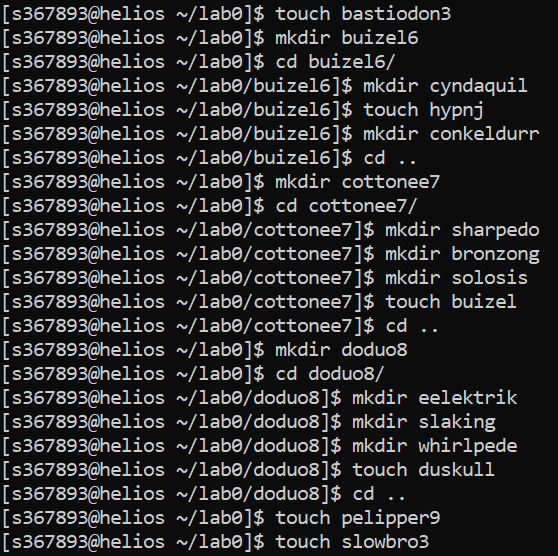 [s367893@helios ~/lab0]$ touch bastiodon3
[s367893@helios ~/lab0]$ mkdir buizel6
[s367893@helios ~/lab0]$ cd buizel6/
[s367893@helios ~/lab0/buizel6]$ mkdir cyndaquil
[s367893@helios ~/lab0/buizel6]$ touch hypnj
[s367893@helios ~/lab0/buizel6]$ mkdir conkeldurr
[s367893@helios ~/lab0/buizel6]$ cd ..
[s367893@helios ~/lab0]$ mkdir cottonee7
[s367893@helios ~/lab0]$ cd cottonee7/
[s367893@helios ~/lab0/cottonee7]$ mkdir sharpedo
[s367893@helios ~/lab0/cottonee7]$ mkdir bronzong
[s367893@helios ~/lab0/cottonee7]$ mkdir solosis
[s367893@helios ~/lab0/cottonee7]$ touch buizel
[s367893@helios ~/lab0/cottonee7]$ cd ..
[s367893@helios ~/lab0]$ mkdir doduo8
[s367893@helios ~/lab0]$ cd doduo8/
[s367893@helios ~/lab0/doduo8]$ mkdir eelektrik
[s367893@helios ~/lab0/doduo8]$ mkdir slaking
[s367893@helios ~/lab0/doduo8]$ mkdir whirlpede
[s367893@helios ~/lab0/doduo8]$ touch duskull
[s367893@helios ~/lab0/doduo8]$ cd ..
[s367893@helios ~/lab0]$ touch pelipper9
[s367893@helios ~/lab0]$ touch slowbro3